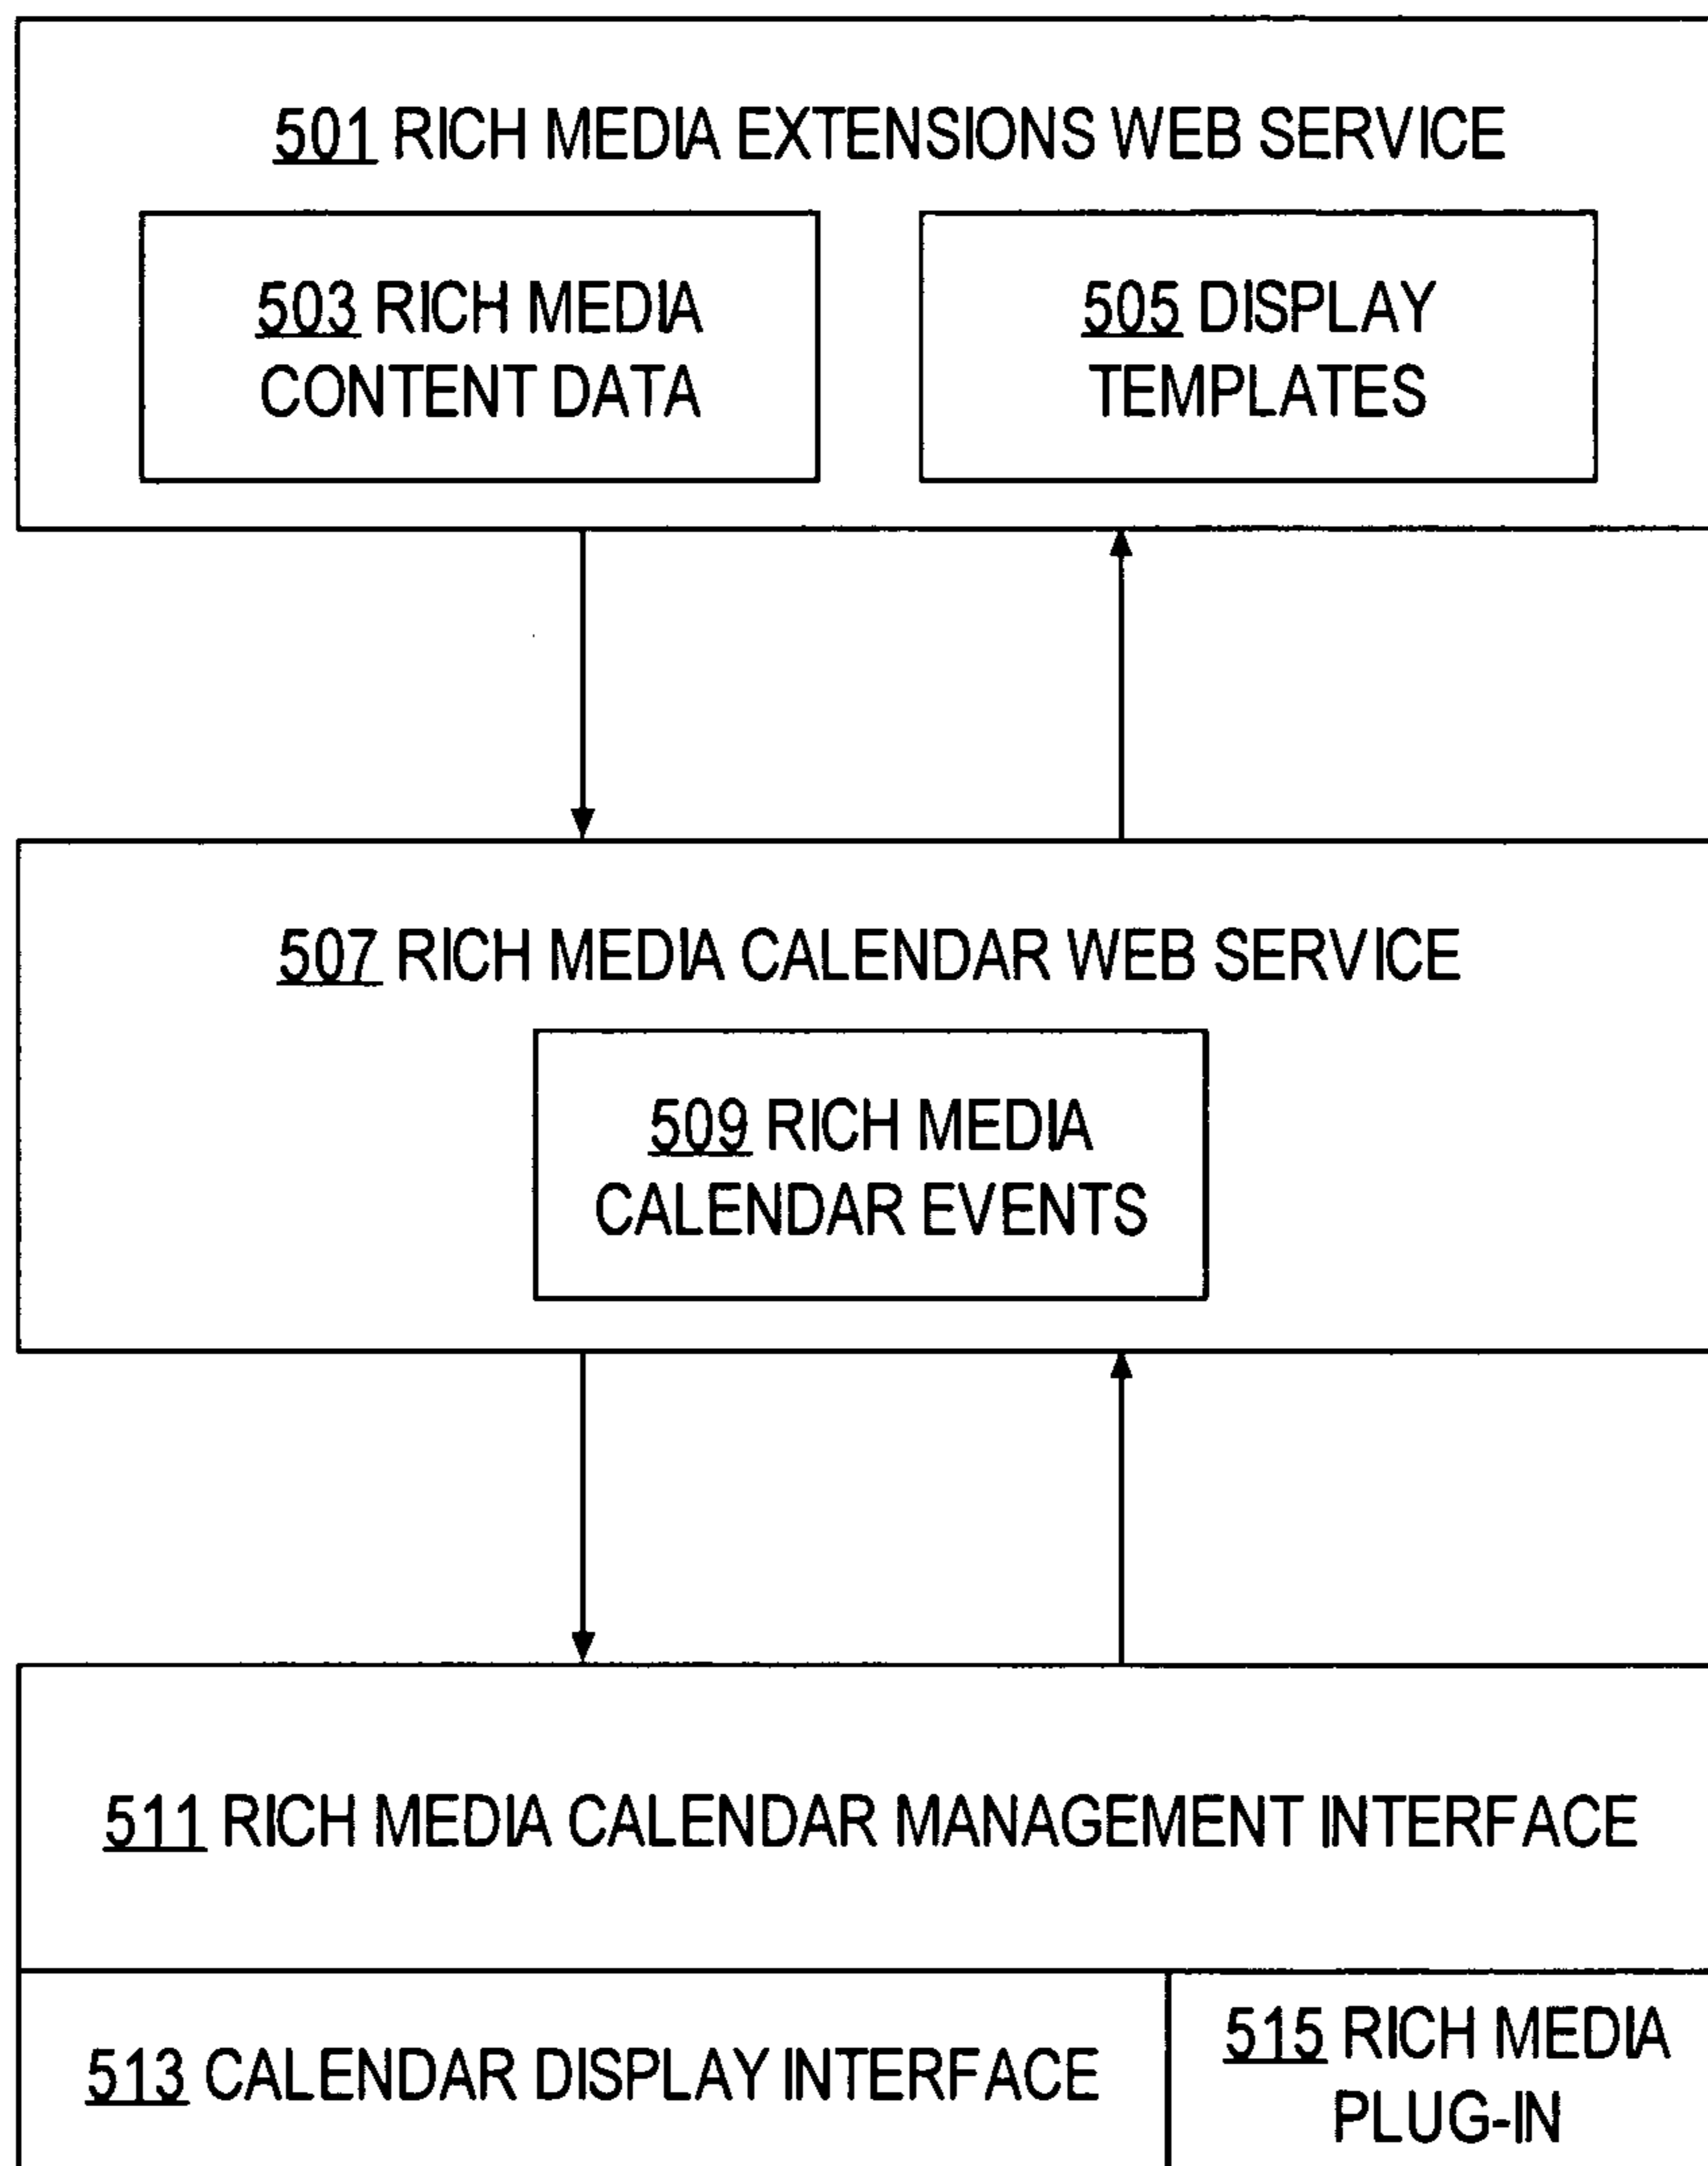 501 RICH MEDIA EXTENSIONS WEB SERVICE
503 RICH MEDIA
CONTENT DATA
505 DISPLAY
TEMPLATES
507 RICH MEDIA CALENDAR WEB SERVICE
509 RICH MEDIA
CALENDAR EVENTS
511 RICH MEDIA CALENDAR MANAGEMENT INTERFACE
513 CALENDAR DISPLAY INTERFACE
515 RICH MEDIA
PLUG-IN